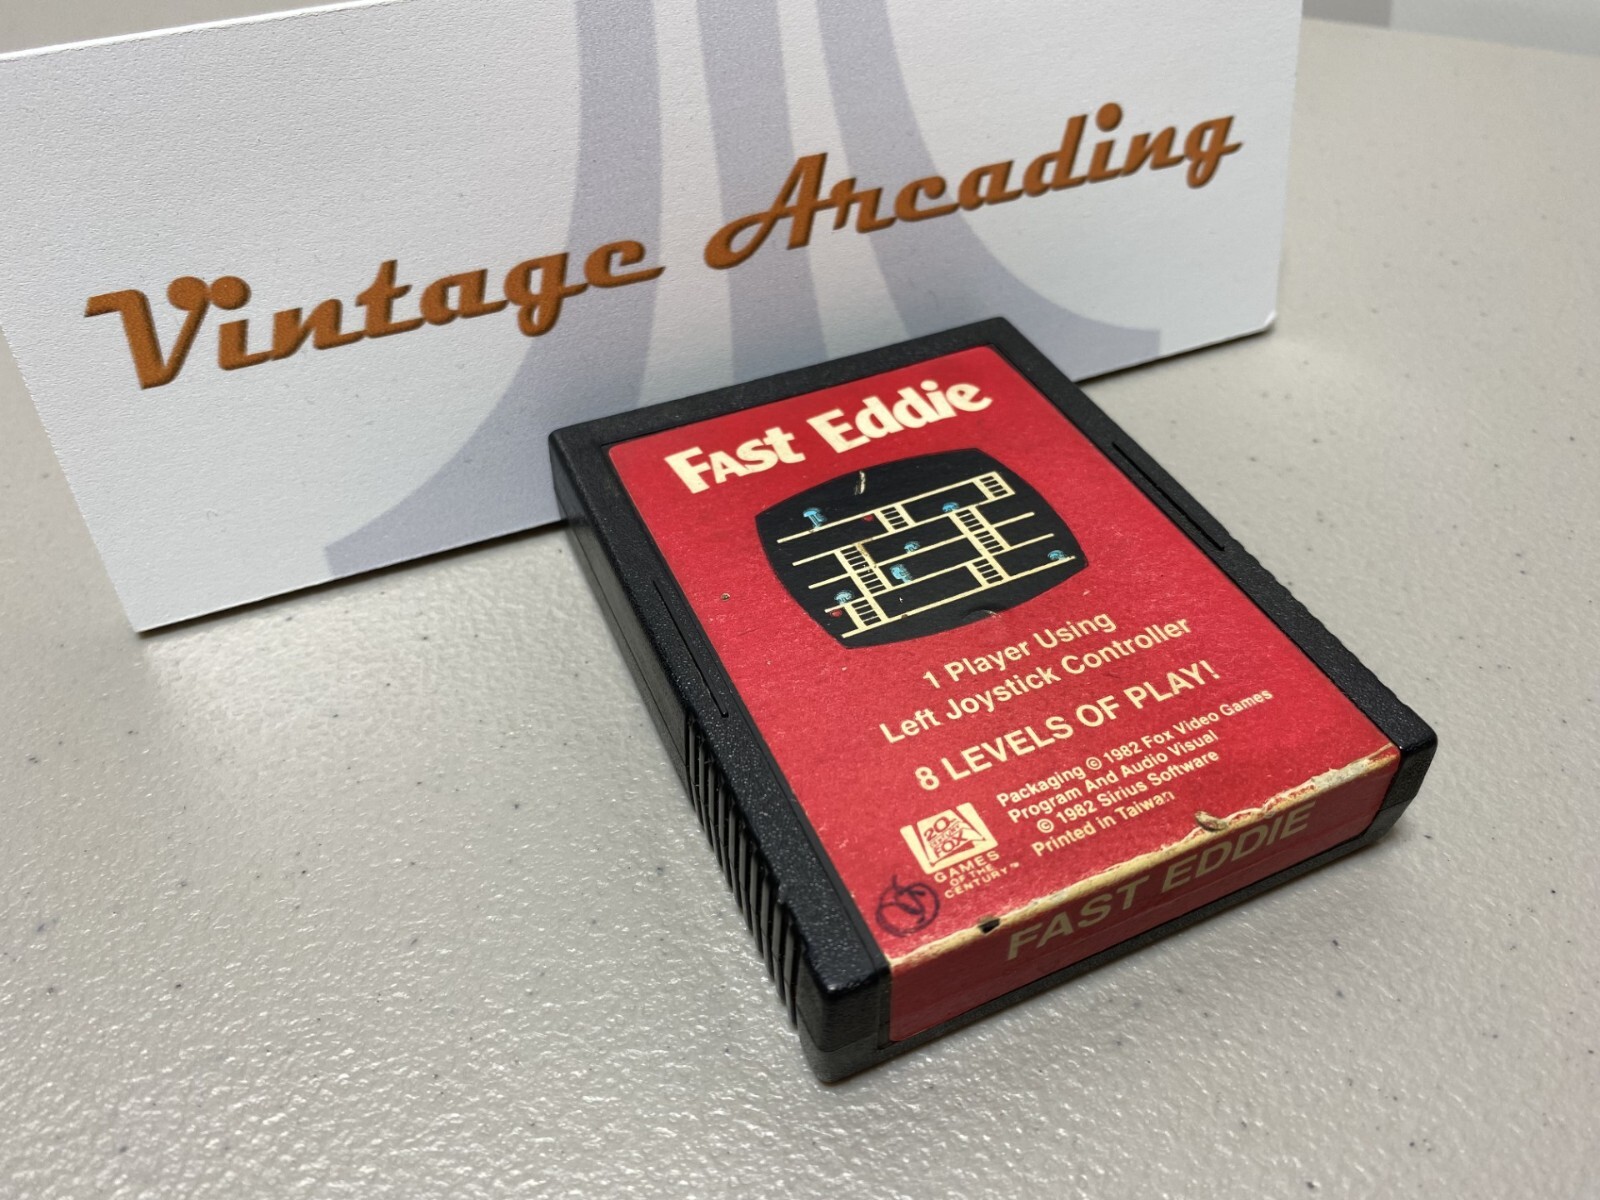 Vintage Arcading
FAST Eddie
1 Player Using
Left Joystick Controller
8 LEVELS OF PLAY!
Packaging © 1982 Fox Video Games
Program And Audio Visual
© 1982 Sirius Software
Printed in Taiwan
20th
CENTURY
FOX
GAMES
OF THE
CENTURY™
FAST EDDIE